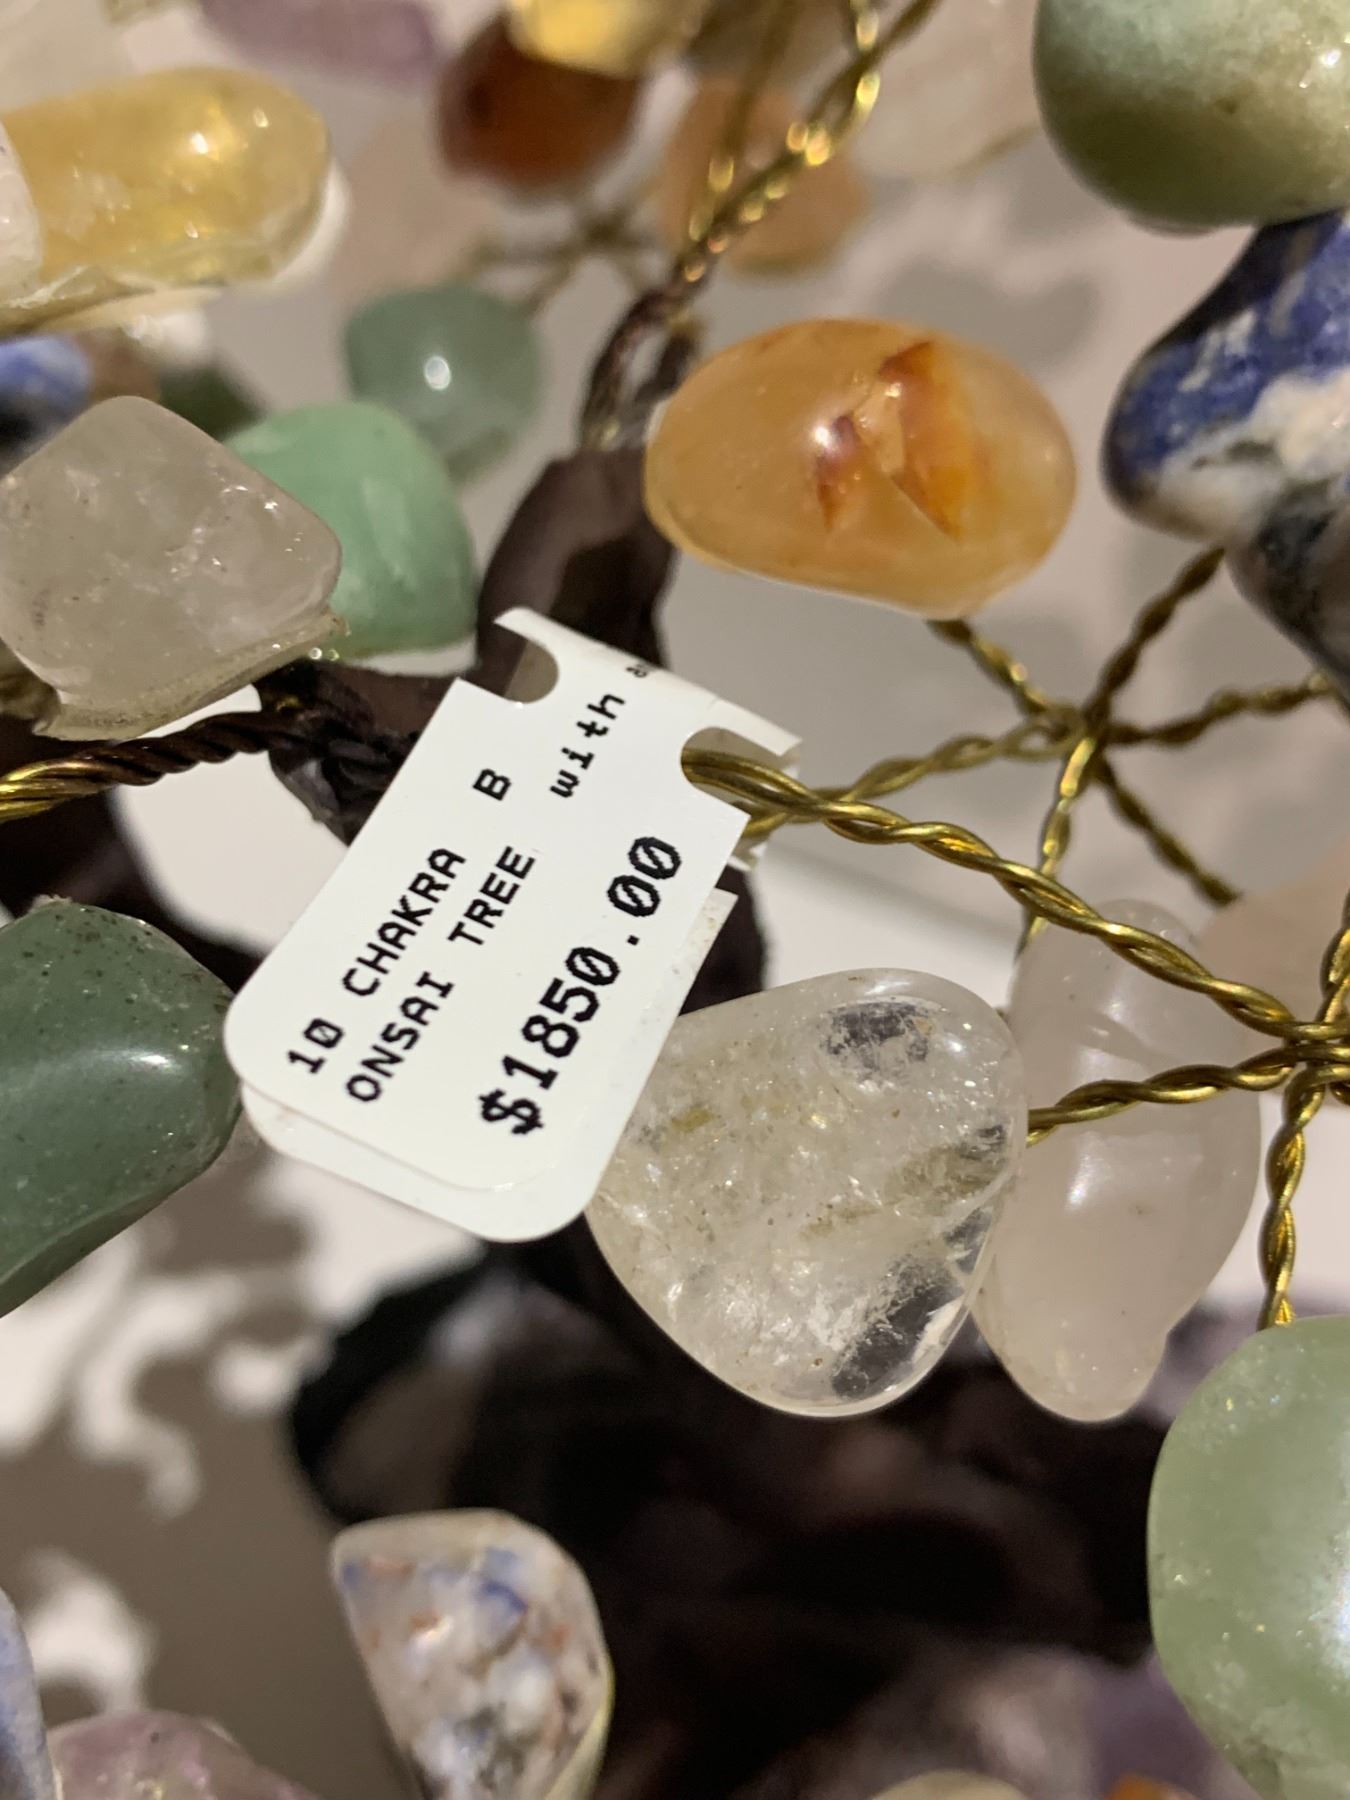 10 CHAKRA B
ONSAI TREE
$1850.00
with